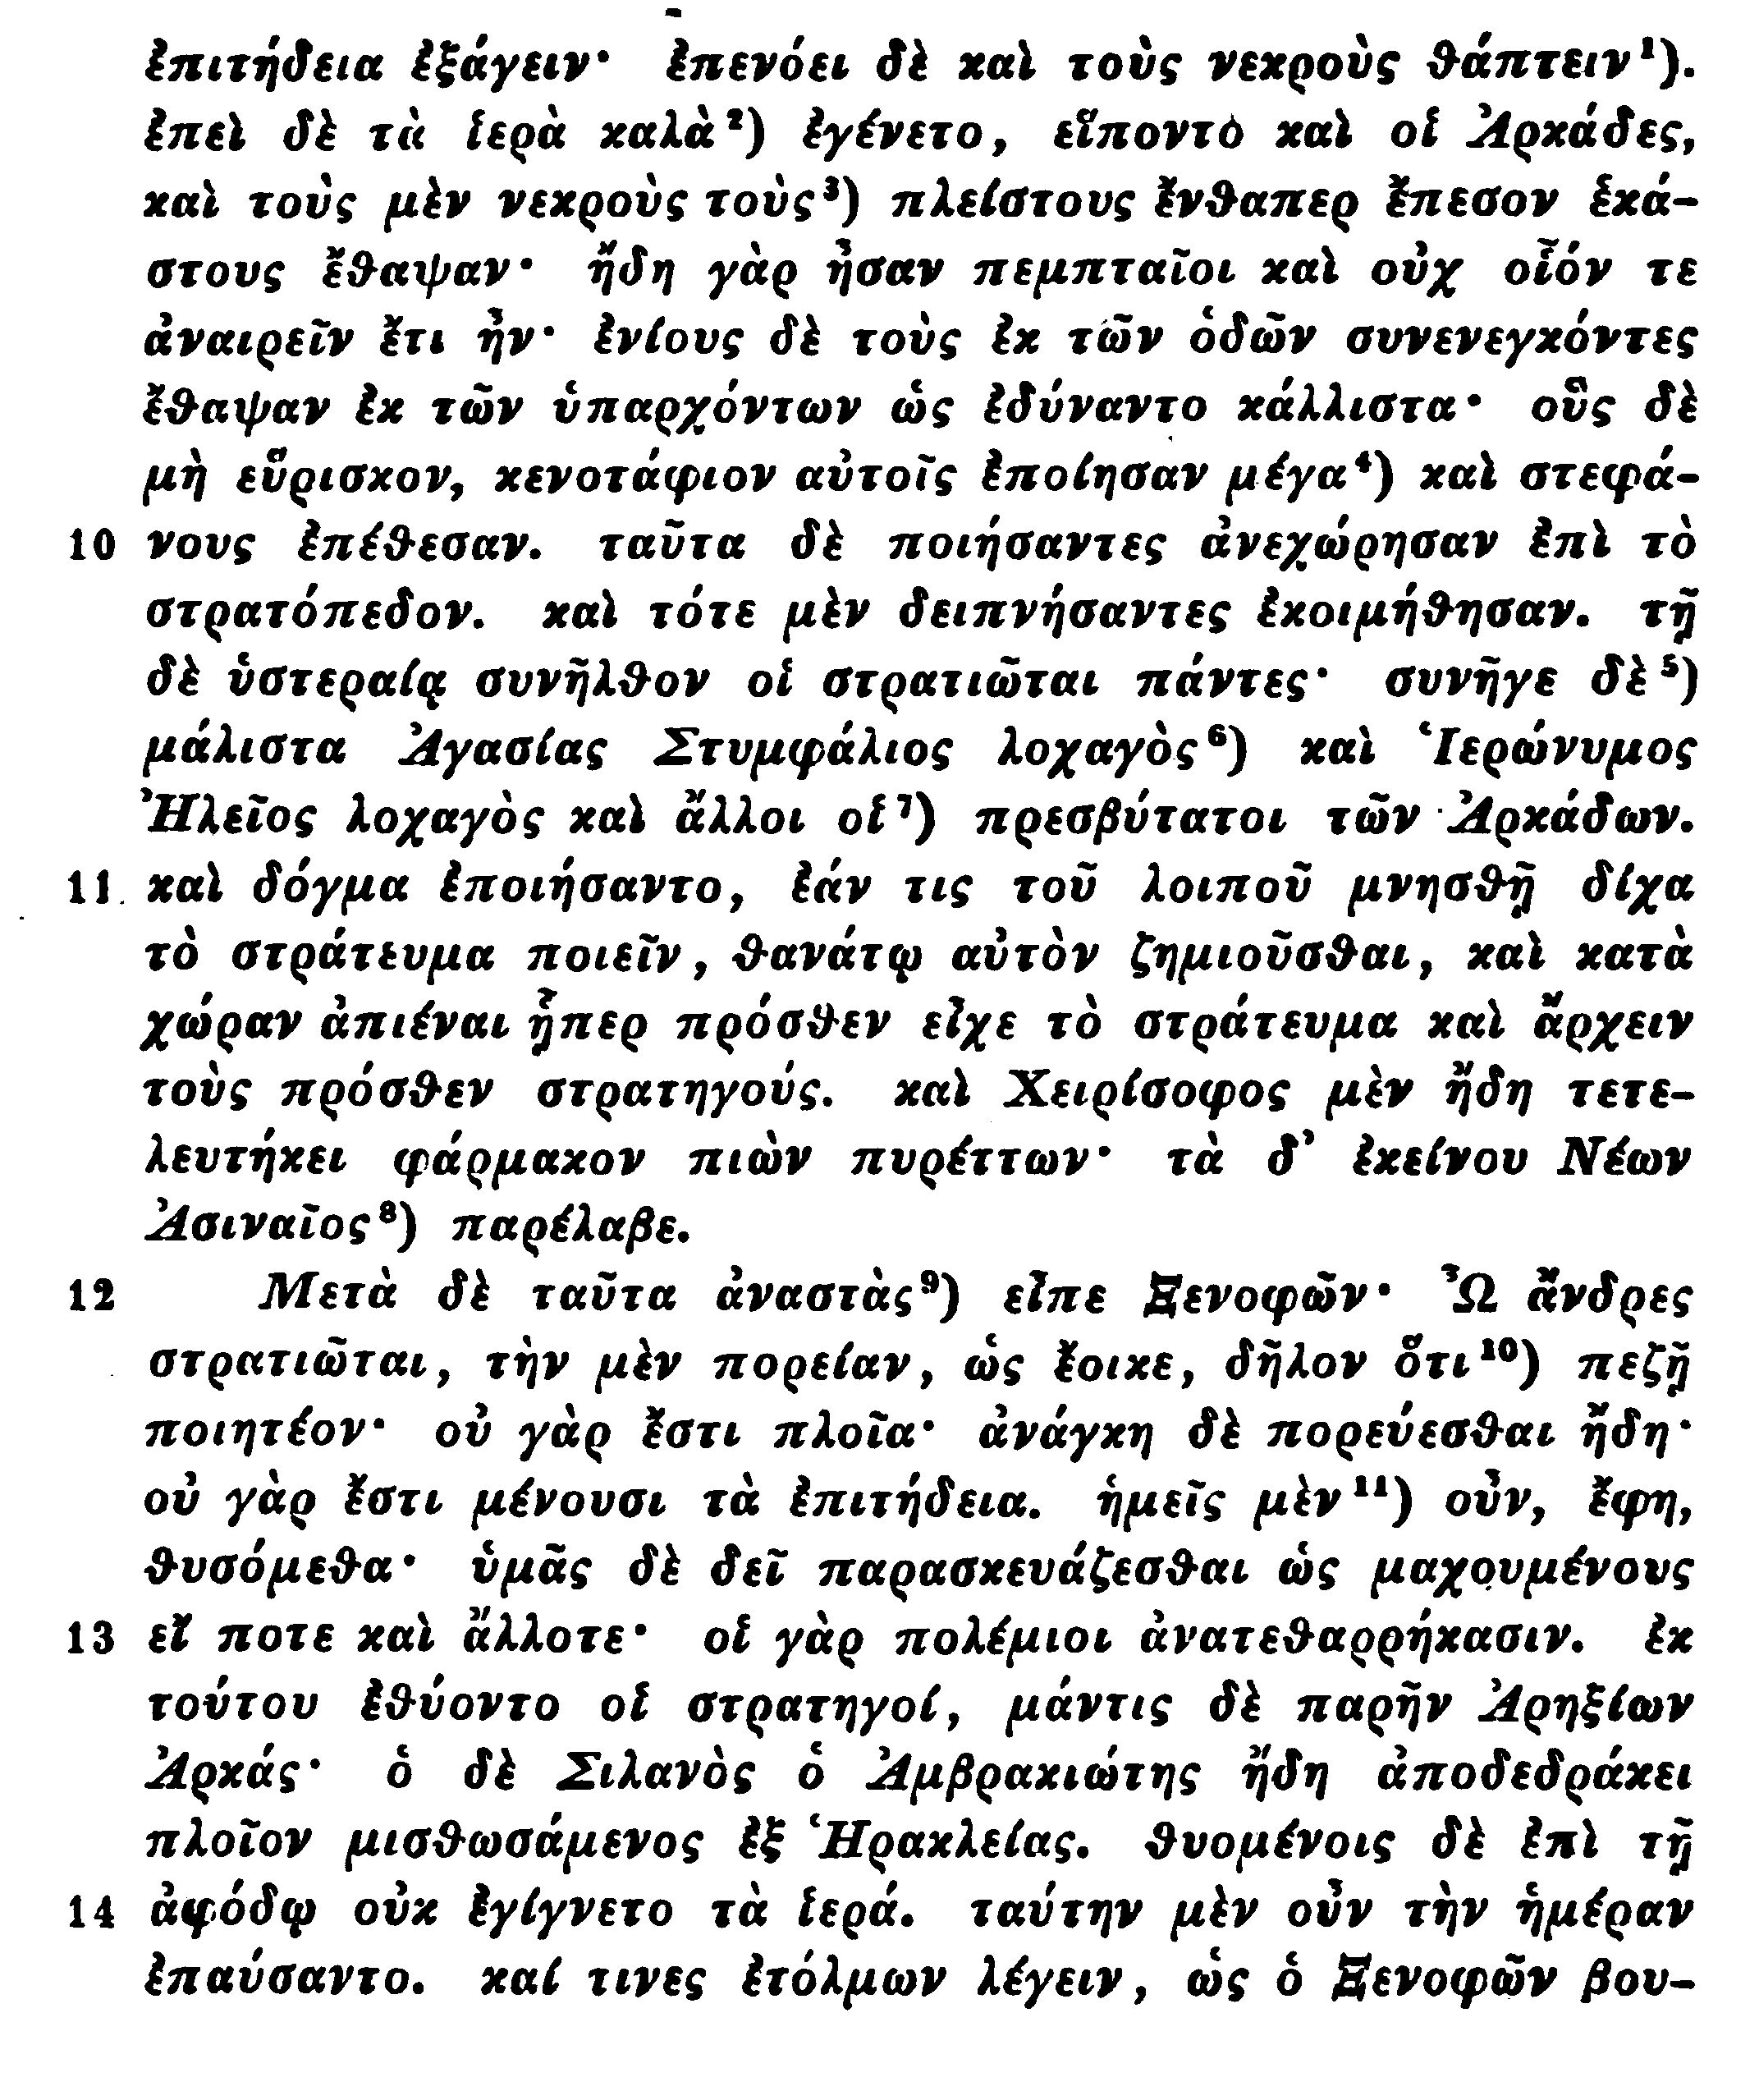 ἐπιτήδεια ἐξάγειν· ἐπενόει δὲ καὶ τοὺς νεκροὺς θάπτειν¹).
ἐπεὶ δὲ τὰ ἱερὰ καλὰ²) ἐγένετο, εἵποντο καὶ οἱ Ἀρκάδες,
καὶ τοὺς μὲν νεκροὺς τοὺς³) πλείστους ἔνθαπερ ἔπεσον ἑκά-
στους ἔθαψαν· ἤδη γὰρ ἦσαν πεμπταῖοι καὶ οὐχ οἷόν τε
ἀναιρεῖν ἔτι ἦν· ἐνίους δὲ τοὺς ἐκ τῶν ὁδῶν συνενεγκόντες
ἔθαψαν ἐκ τῶν ὑπαρχόντων ὡς ἐδύναντο κάλλιστα· οὓς δὲ
μὴ εὕρισκον, κενοτάφιον αὐτοῖς ἐποίησαν μέγα⁴) καὶ στεφά-
10 νους ἐπέθεσαν. ταῦτα δὲ ποιήσαντες ἀνεχώρησαν ἐπὶ τὸ
στρατόπεδον. καὶ τότε μὲν δειπνήσαντες ἐκοιμήθησαν. τῇ
δὲ ὑστεραίᾳ συνῆλθον οἱ στρατιῶται πάντες· συνῆγε δὲ⁵)
μάλιστα Ἀγασίας Στυμφάλιος λοχαγὸς⁶) καὶ Ἱερώνυμος
Ἠλεῖος λοχαγὸς καὶ ἄλλοι οἱ⁷) πρεσβύτατοι τῶν Ἀρκάδων.
11 καὶ δόγμα ἐποιήσαντο, ἐάν τις τοῦ λοιποῦ μνησθῇ δίχα
τὸ στράτευμα ποιεῖν, θανάτῳ αὐτὸν ζημιοῦσθαι, καὶ κατὰ
χώραν ἀπιέναι ᾗπερ πρόσθεν εἶχε τὸ στράτευμα καὶ ἄρχειν
τοὺς πρόσθεν στρατηγούς. καὶ Χειρίσοφος μὲν ἤδη τετε-
λευτήκει φάρμακον πιὼν πυρέττων· τὰ δ’ ἐκείνου Νέων
Ἀσιναῖος⁸) παρέλαβε.
12 Μετὰ δὲ ταῦτα ἀναστὰς⁹) εἶπε Ξενοφῶν· Ὦ ἄνδρες
στρατιῶται, τὴν μὲν πορείαν, ὡς ἔοικε, δῆλον ὅτι¹⁰) πεζῇ
ποιητέον· οὐ γὰρ ἔστι πλοῖα· ἀνάγκη δὲ πορεύεσθαι ἤδη·
οὐ γὰρ ἔστι μένουσι τὰ ἐπιτήδεια. ἡμεῖς μὲν¹¹) οὖν, ἔφη,
θυσόμεθα· ὑμᾶς δὲ δεῖ παρασκευάζεσθαι ὡς μαχουμένους
13 εἴ ποτε καὶ ἄλλοτε· οἱ γὰρ πολέμιοι ἀνατεθαρρήκασιν. ἐκ
τούτου ἐθύοντο οἱ στρατηγοί, μάντις δὲ παρῆν Ἀρηξίων
Ἀρκάς· ὁ δὲ Σιλανὸς ὁ Ἀμβρακιώτης ἤδη ἀποδεδράκει
πλοῖον μισθωσάμενος ἐξ Ἡρακλείας. θυομένοις δὲ ἐπὶ τῇ
14 ἀφόδῳ οὐκ ἐγίγνετο τὰ ἱερά. ταύτην μὲν οὖν τὴν ἡμέραν
ἐπαύσαντο. καί τινες ἐτόλμων λέγειν, ὡς ὁ Ξενοφῶν βου-